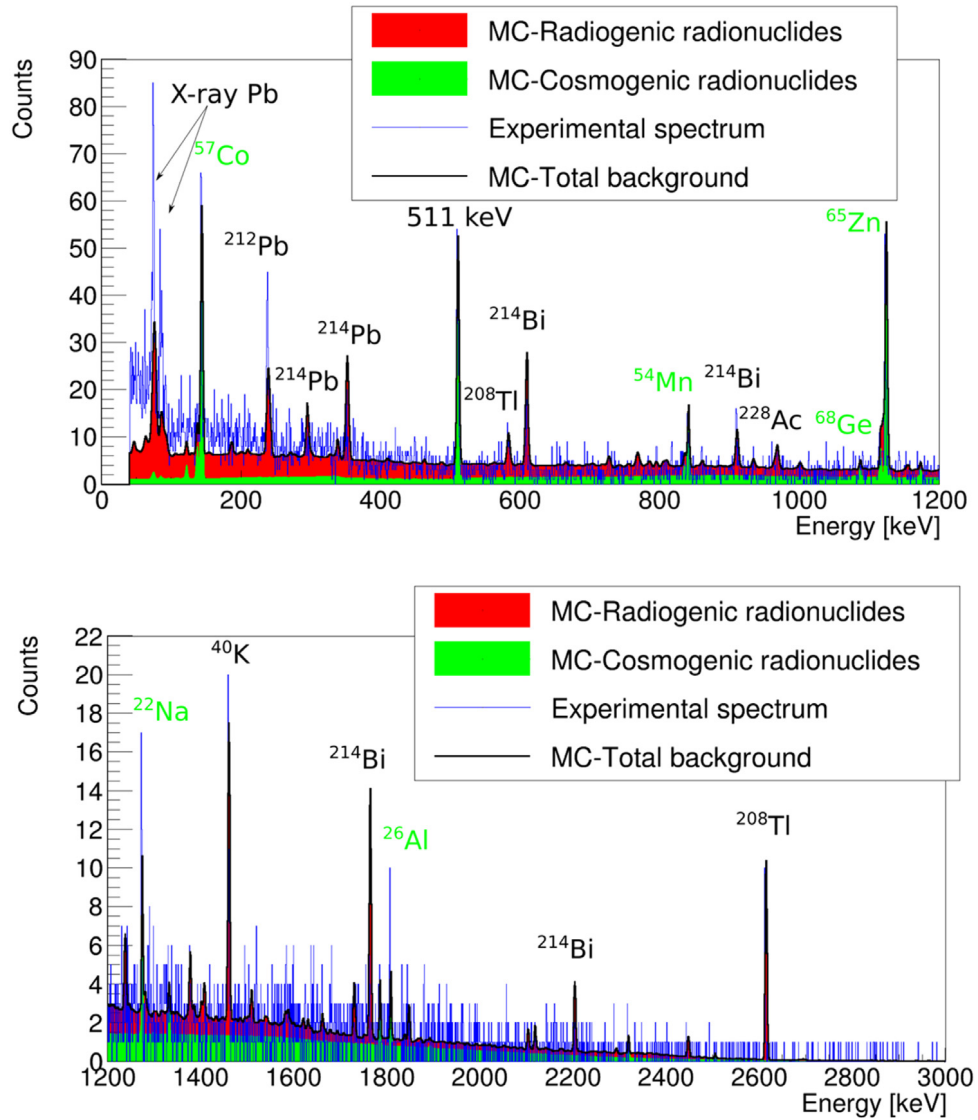 MC-Radiogenic radionuclides
MC-Cosmogenic radionuclides
Experimental spectrum
MC-Total background
Counts
90
80
70
60
50
40
30
20
10
0
X-ray Pb
⁵⁷Co
²¹²Pb
²¹⁴Pb
²¹⁴Pb
511 keV
²⁰⁸Tl
²¹⁴Bi
⁵⁴Mn
²¹⁴Bi
²²⁸Ac
⁶⁸Ge
⁶⁵Zn
0 200 400 600 800 1000 1200
Energy [keV]
MC-Radiogenic radionuclides
MC-Cosmogenic radionuclides
Experimental spectrum
MC-Total background
Counts
22
20
18
16
14
12
10
8
6
4
2
0
²²Na
⁴⁰K
²¹⁴Bi
²⁶Al
²¹⁴Bi
²⁰⁸Tl
1200 1400 1600 1800 2000 2200 2400 2600 2800 3000
Energy [keV]